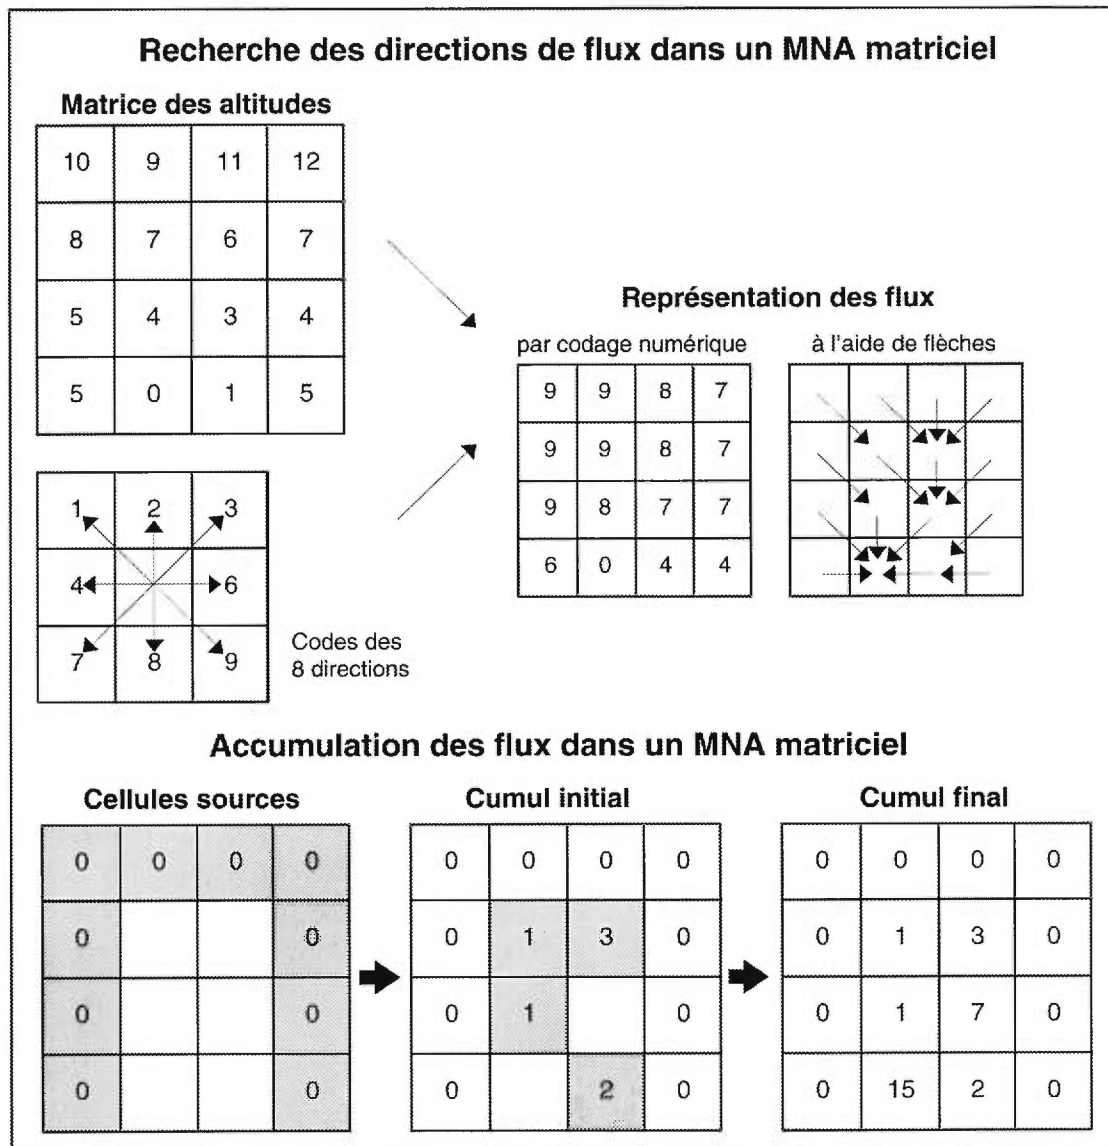 Recherche des directions de flux dans un MNA matriciel
Matrice des altitudes
10 9 11 12
8 7 6 7
5 4 3 4
5 0 1 5
Représentation des flux
par codage numérique
à l'aide de flèches
9 9 8 7
9 9 8 7
9 8 7 7
6 0 4 4
1 2 3
4 6
7 8 9
Codes des
8 directions
Accumulation des flux dans un MNA matriciel
Cellules sources
0 0 0 0
0 0
0 0
0 0
Cumul initial
0 0 0 0
0 1 3 0
0 1 0
0 2 0
Cumul final
0 0 0 0
0 1 3 0
0 1 7 0
0 15 2 0